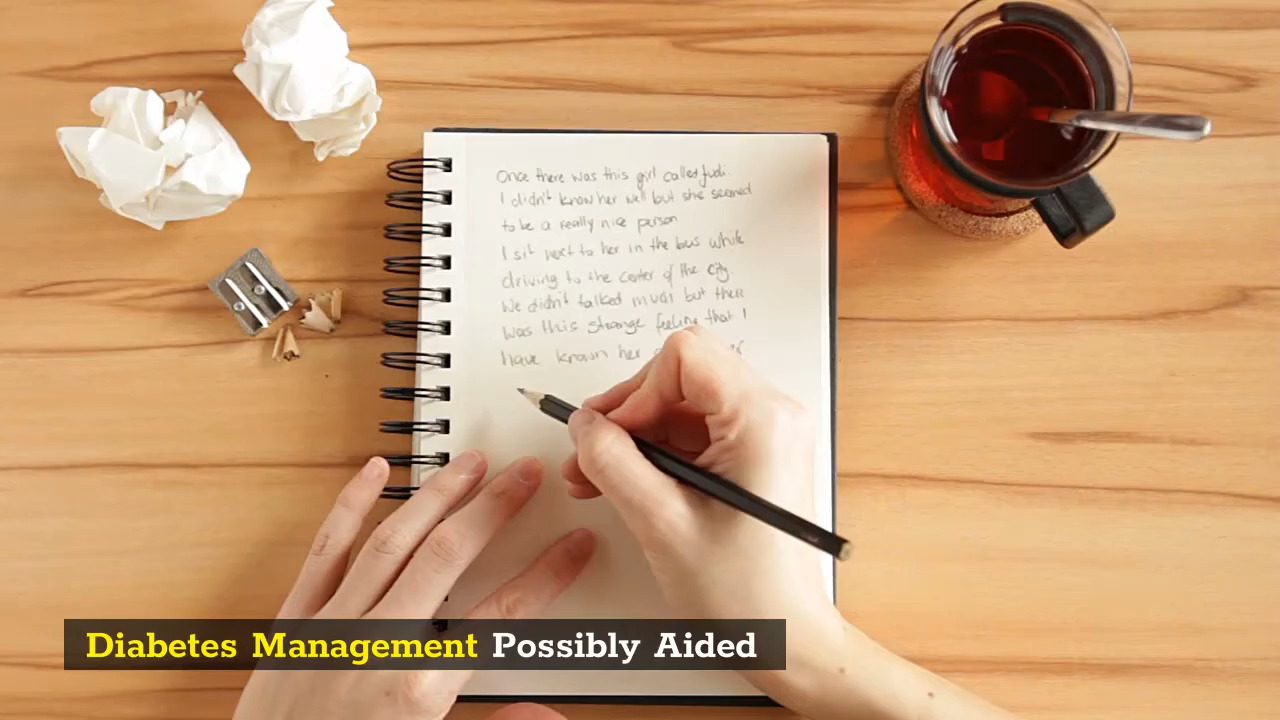 Once there was this girl called Judi.
I didn't know her well but she seemed
to be a really nice person
I sit next to her in the bus while
driving to the center of the city.
We didn't talked much but there
was this strange feeling that I
have known her
Diabetes Management Possibly Aided